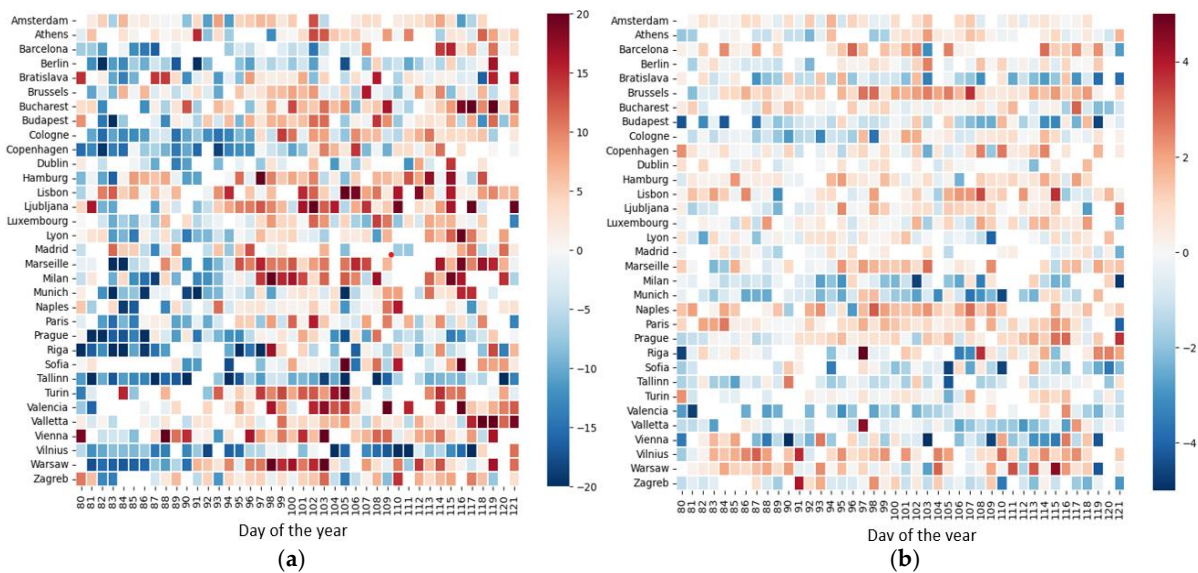 (a)
Amsterdam
Athens
Barcelona
Berlin
Bratislava
Brussels
Bucharest
Budapest
Cologne
Copenhagen
Dublin
Hamburg
Lisbon
Ljubljana
Luxembourg
Lyon
Madrid
Marseille
Milan
Munich
Naples
Paris
Prague
Riga
Sofia
Tallinn
Turin
Valencia
Valletta
Vienna
Vilnius
Warsaw
Zagreb
80 81 82 83 84 85 86 87 88 89 90 91 92 93 94 95 96 97 98 99 100 101 102 103 104 105 106 107 108 109 110 111 112 113 114 115 116 117 118 119 120 121
Day of the year
20
15
10
5
0
−5
−10
−15
−20
(b)
Amsterdam
Athens
Barcelona
Berlin
Bratislava
Brussels
Bucharest
Budapest
Cologne
Copenhagen
Dublin
Hamburg
Lisbon
Ljubljana
Luxembourg
Lyon
Madrid
Marseille
Milan
Munich
Naples
Paris
Prague
Riga
Sofia
Tallinn
Turin
Valencia
Valletta
Vienna
Vilnius
Warsaw
Zagreb
80 81 82 83 84 85 86 87 88 89 90 91 92 93 94 95 96 97 98 99 100 101 102 103 104 105 106 107 108 109 110 111 112 113 114 115 116 117 118 119 120 121
Dav of the vear
4
2
0
−2
−4